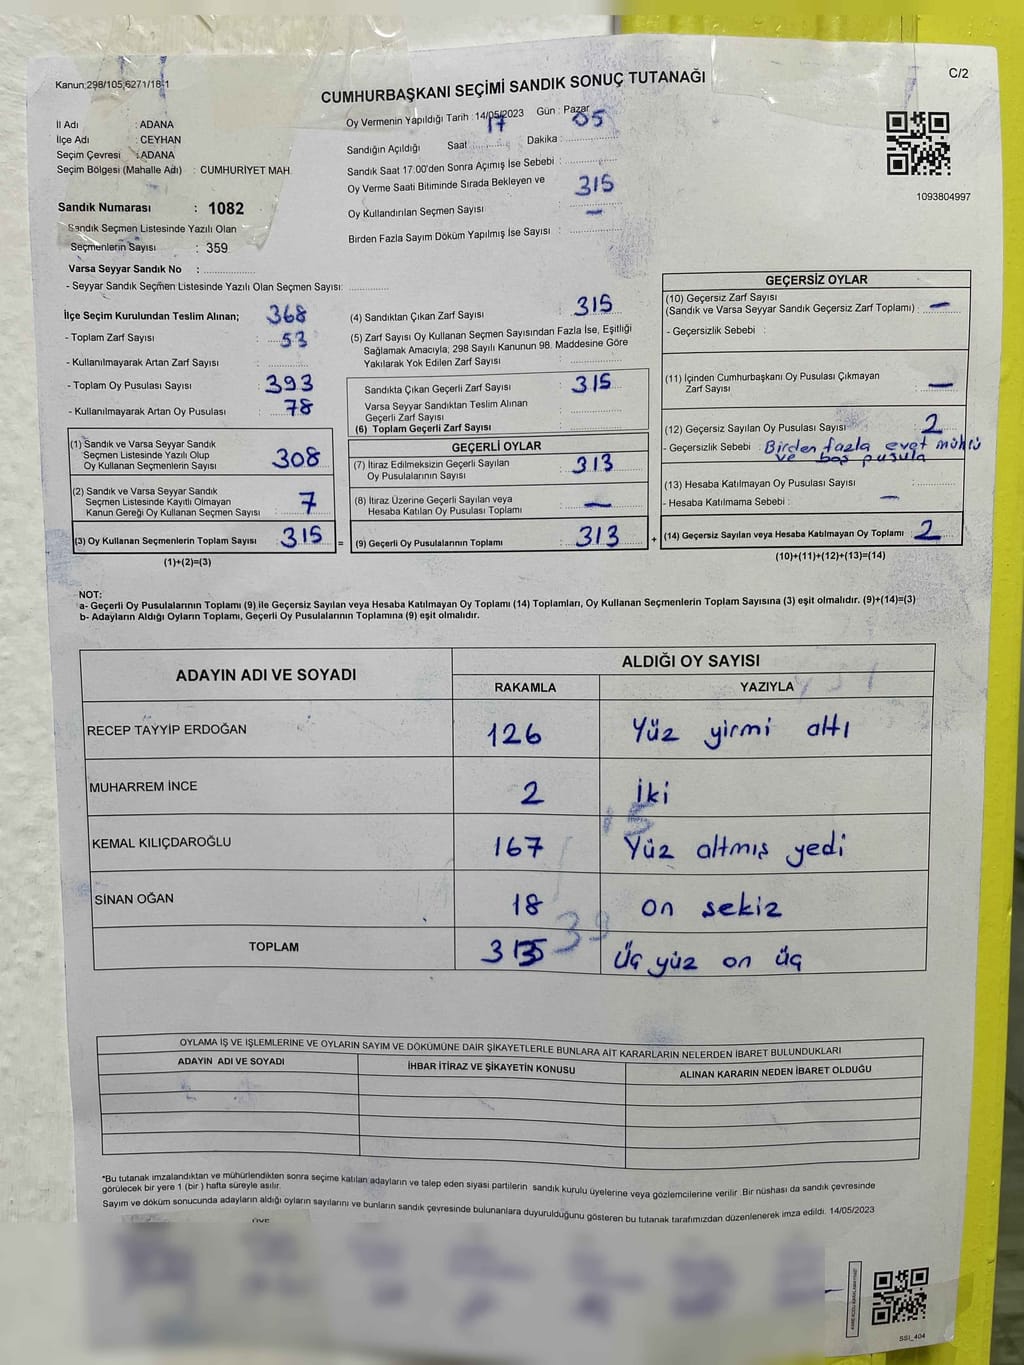 Kanun;298/105,6271/18-1
CUMHURBAŞKANI SEÇİMİ SANDIK SONUÇ TUTANAĞI
C/2
İl Adı : ADANA
İlçe Adı : CEYHAN
Seçim Çevresi : ADANA
Seçim Bölgesi (Mahalle Adı) : CUMHURİYET MAH.
Sandık Numarası : 1082
Sandık Seçmen Listesinde Yazılı Olan
Seçmenlerin Sayısı : 359
Varsa Seyyar Sandık No :
- Seyyar Sandık Seçmen Listesinde Yazılı Olan Seçmen Sayısı:
Oy Vermenin Yapıldığı Tarih : 14/05/2023 Gün : Pazar
Sandığın Açıldığı Saat : 17 Dakika : 05
Sandık Saat 17:00'den Sonra Açımış İse Sebebi :
Oy Verme Saati Bitiminde Sırada Bekleyen ve
Oy Kullandırılan Seçmen Sayısı : 315
Birden Fazla Sayım Döküm Yapılmış İse Sayısı : —
1093804997
İlçe Seçim Kurulundan Teslim Alınan;
- Toplam Zarf Sayısı : 368
- Kullanılmayarak Artan Zarf Sayısı : 53
- Toplam Oy Pusulası Sayısı : 393
- Kullanılmayarak Artan Oy Pusulası : 78
(1) Sandık ve Varsa Seyyar Sandık
Seçmen Listesinde Yazılı Olup
Oy Kullanan Seçmenlerin Sayısı 308
(2) Sandık ve Varsa Seyyar Sandık
Seçmen Listesinde Kayıtlı Olmayan
Kanun Gereği Oy Kullanan Seçmen Sayısı : 7
(3) Oy Kullanan Seçmenlerin Toplam Sayısı 315 =
(1)+(2)=(3)
(4) Sandıktan Çıkan Zarf Sayısı : 315
(5) Zarf Sayısı Oy Kullanan Seçmen Sayısından Fazla İse, Eşitliği
Sağlamak Amacıyla; 298 Sayılı Kanunun 98. Maddesine Göre
Yakılarak Yok Edilen Zarf Sayısı :
Sandıkta Çıkan Geçerli Zarf Sayısı : 315
Varsa Seyyar Sandıktan Teslim Alınan
Geçerli Zarf Sayısı :
(6) Toplam Geçerli Zarf Sayısı :
GEÇERLİ OYLAR
(7) İtiraz Edilmeksizin Geçerli Sayılan
Oy Pusulalarının Sayısı : 313
(8) İtiraz Üzerine Geçerli Sayılan veya
Hesaba Katılan Oy Pusulası Toplamı : —
(9) Geçerli Oy Pusulalarının Toplamı : 313 +
GEÇERSİZ OYLAR
(10) Geçersiz Zarf Sayısı
(Sandık ve Varsa Seyyar Sandık Geçersiz Zarf Toplamı) : —
- Geçersizlik Sebebi :
(11) İçinden Cumhurbaşkanı Oy Pusulası Çıkmayan
Zarf Sayısı : —
(12) Geçersiz Sayılan Oy Pusulası Sayısı : 2
- Geçersizlik Sebebi : Birden fazla evet mühlü
ve boş pusula
(13) Hesaba Katılmayan Oy Pusulası Sayısı :
- Hesaba Katılmama Sebebi : —
(14) Geçersiz Sayılan veya Hesaba Katılmayan Oy Toplamı : 2
(10)+(11)+(12)+(13)=(14)
NOT:
a- Geçerli Oy Pusulalarının Toplamı (9) ile Geçersiz Sayılan veya Hesaba Katılmayan Oy Toplamı (14) Toplamları, Oy Kullanan Seçmenlerin Toplam Sayısına (3) eşit olmalıdır. (9)+(14)=(3)
b- Adayların Aldığı Oyların Toplamı, Geçerli Oy Pusulalarının Toplamına (9) eşit olmalıdır.
ADAYIN ADI VE SOYADI ALDIĞI OY SAYISI
RAKAMLA YAZIYLA
RECEP TAYYİP ERDOĞAN 126 Yüz yirmi altı
MUHARREM İNCE 2 İki
KEMAL KILIÇDAROĞLU 167 Yüz altmış yedi
SİNAN OĞAN 18 on sekiz
TOPLAM Üç yüz on üç
OYLAMA İŞ VE İŞLEMLERİNE VE OYLARIN SAYIM VE DÖKÜMÜNE DAİR ŞİKAYETLERLE BUNLARA AİT KARARLARIN NELERDEN İBARET BULUNDUKLARI
ADAYIN ADI VE SOYADI İHBAR İTİRAZ VE ŞİKAYETİN KONUSU ALINAN KARARIN NEDEN İBARET OLDUĞU
*Bu tutanak imzalandıktan ve mühürlendikten sonra seçime katılan adayların ve talep eden siyasi partilerin sandık kurulu üyelerine veya gözlemcilerine verilir .Bir nüshası da sandık çevresinde
görülecek bir yere 1 (bir ) hafta süreyle asılır.
Sayım ve döküm sonucunda adayların aldığı oyların sayılarını ve bunların sandık çevresinde bulunanlara duyurulduğunu gösteren bu tutanak tarafımızdan düzenlenerek imza edildi. 14/05/2023
ÜYE
SSI_404